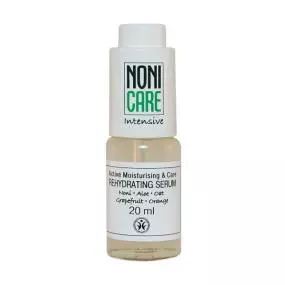 NONI
CARE
Intensive
Active Moisturising & Care
REHYDRATING SERUM
Noni • Aloe • Oat
Grapefruit • Orange
20 ml